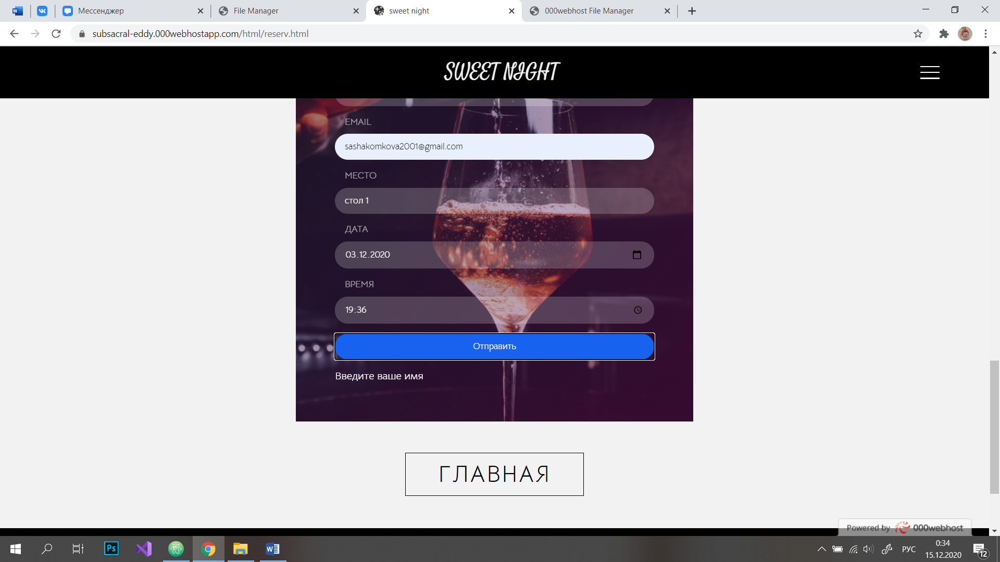 Мессенджер
File Manager
sweet night
000webhost File Manager
subsacral-eddy.000webhostapp.com/html/reserv.html
SWEET NIGHT
EMAIL
sashakomkova2001@gmail.com
МЕСТО
стол 1
ДАТА
03.12.2020
ВРЕМЯ
19:36
Отправить
Введите ваше имя
ГЛАВНАЯ
Powered by 000webhost
Ps
РУС
0:34
15.12.2020
12